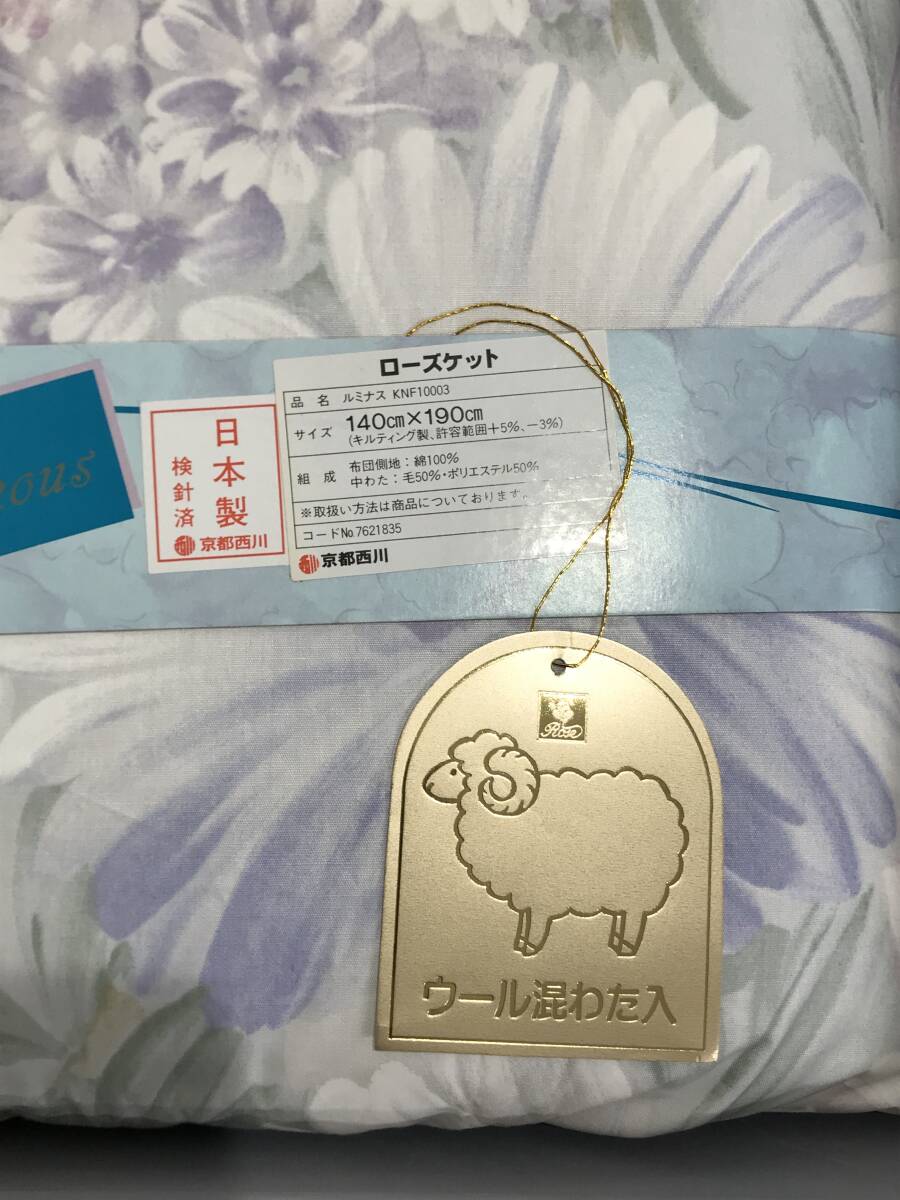 ローズケット
品名 ルミナス KNF10003
サイズ 140cm×190cm
(キルティング製、許容範囲+5%、−3%)
組成 布団側地：綿100%
中わた：毛50%・ポリエステル50%
※取扱い方法は商品についております。
コードNo.7621835
京都西川
日本製
検針済
京都西川
Rose
ウール混わた入